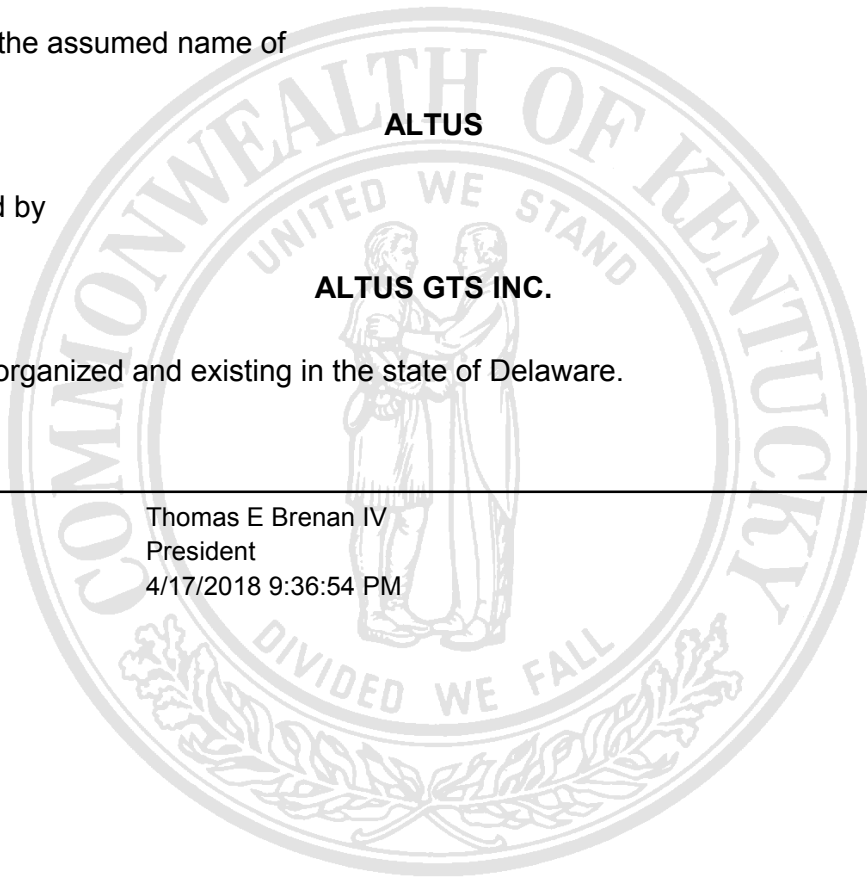 the assumed name of
ALTUS
d by
ALTUS GTS INC.
organized and existing in the state of Delaware.
Thomas E Brenan IV
President
4/17/2018 9:36:54 PM
COMMONWEALTH OF KENTUCKY
UNITED WE STAND
DIVIDED WE FALL